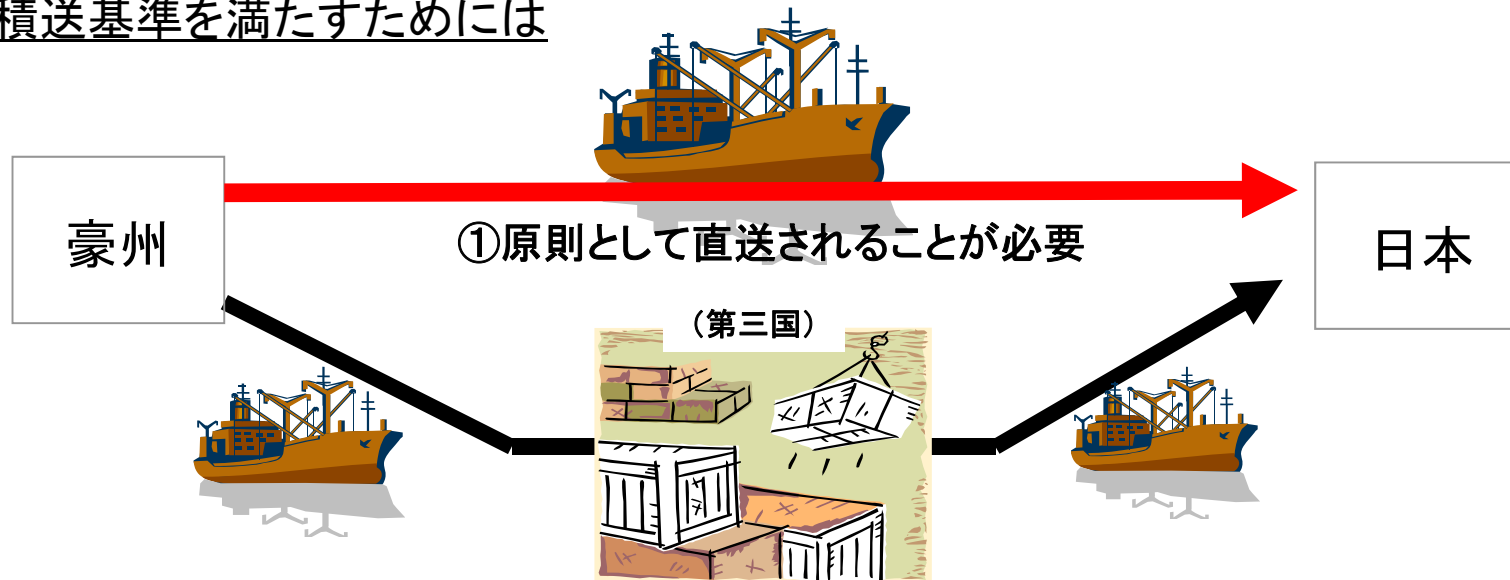 積送基準を満たすためには
豪州
①原則として直送されることが必要
日本
（第三国）